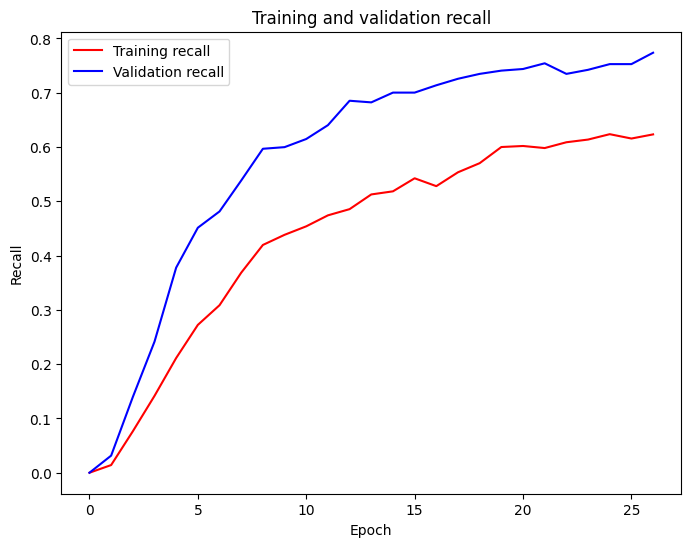 Training and validation recall
Training recall
Validation recall
0.8
0.7
0.6
0.5
0.4
0.3
0.2
0.1
0.0
Recall
0 5 10 15 20 25
Epoch